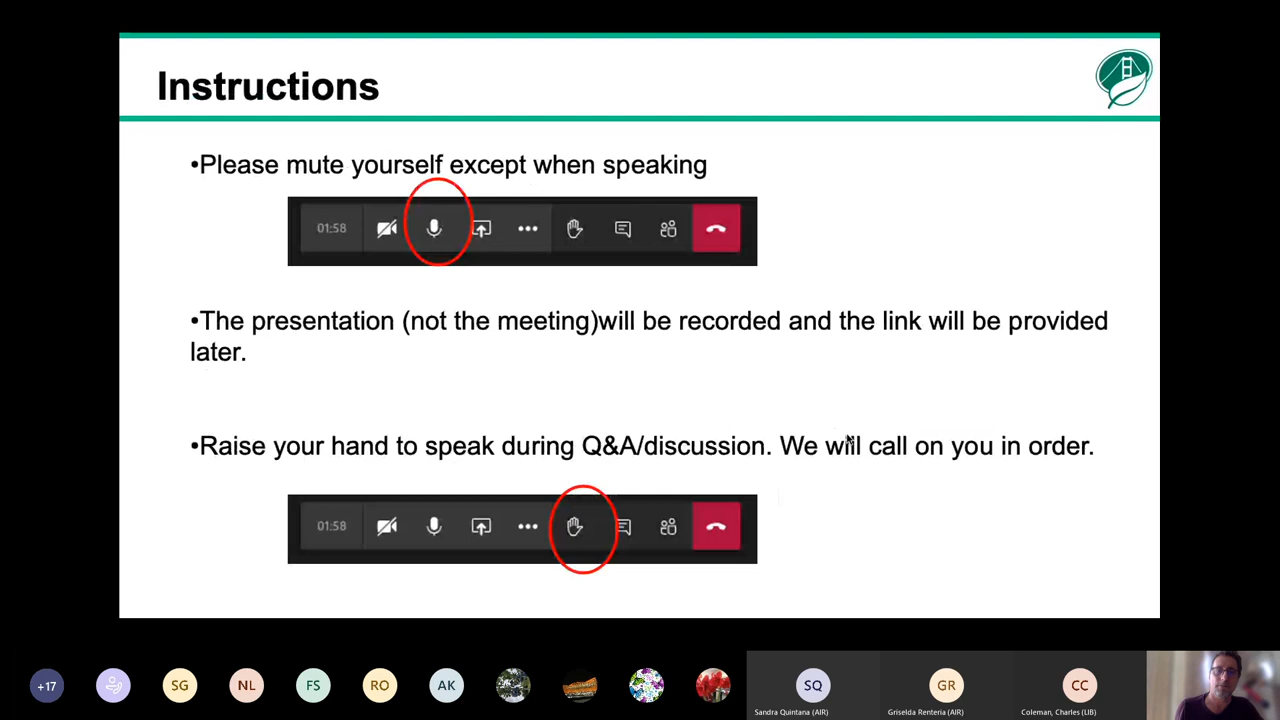 Instructions
•Please mute yourself except when speaking
01:58
•The presentation (not the meeting)will be recorded and the link will be provided
later.
•Raise your hand to speak during Q&A/discussion. We will call on you in order.
01:58
+17
SG
NL
FS
RO
AK
SQ
GR
CC
Sandra Quintana (AIR)
Griselda Renteria (AIR)
Coleman, Charles (LIB)